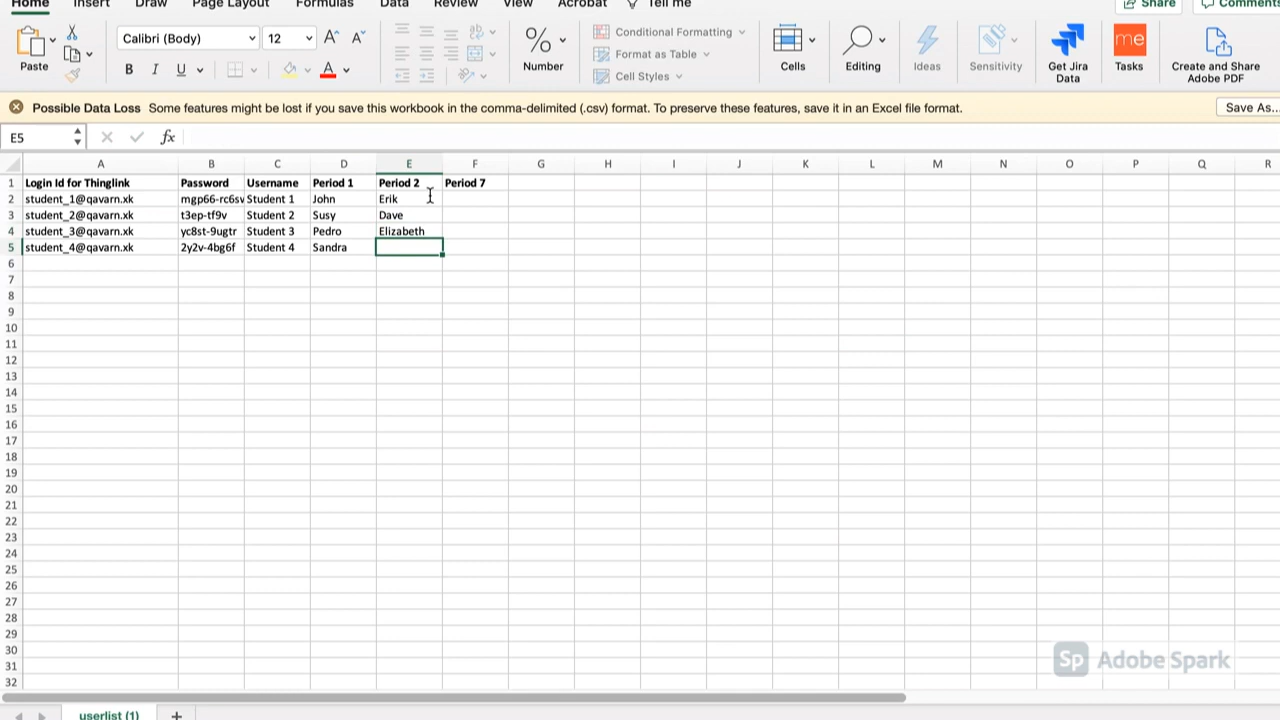 Home Insert Draw Page Layout Formulas Data Review View Acrobat Tell me Share Comments
Calibri (Body) 12 A A Conditional Formatting
Format as Table
Paste B I U A Number Cell Styles Cells Editing Ideas Sensitivity Get Jira Data Tasks me Create and Share Adobe PDF
Possible Data Loss Some features might be lost if you save this workbook in the comma-delimited (.csv) format. To preserve these features, save it in an Excel file format. Save As...
E5 fx
A B C D E F G H I J K L M N O P Q R
1 Login Id for Thinglink Password Username Period 1 Period 2 Period 7
2 student_1@qavarn.xk mgp66-rc6sv Student 1 John Erik
3 student_2@qavarn.xk t3ep-tf9v Student 2 Susy Dave
4 student_3@qavarn.xk yc8st-9ugtr Student 3 Pedro Elizabeth
5 student_4@qavarn.xk 2y2v-4bg6f Student 4 Sandra
6
7
8
9
10
11
12
13
14
15
16
17
18
19
20
21
22
23
24
25
26
27
28
29
30
31
32
Sp Adobe Spark
userlist (1) +